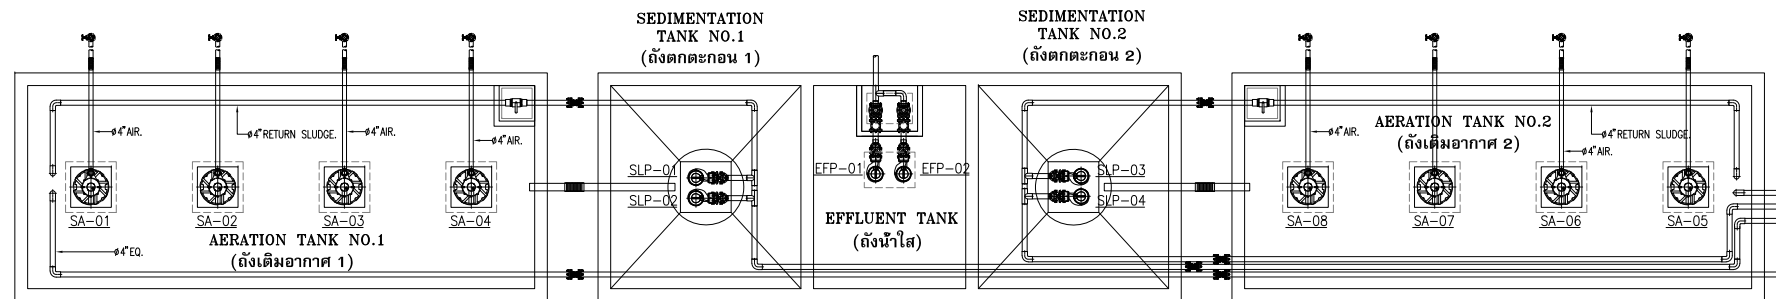 SEDIMENTATION
TANK NO.1
(ถังตกตะกอน 1)
SEDIMENTATION
TANK NO.2
(ถังตกตะกอน 2)
ø4"AIR.
ø4"RETURN SLUDGE.
ø4"AIR.
ø4"AIR.
SA-01
SA-02
SA-03
SA-04
AERATION TANK NO.1
(ถังเติมอากาศ 1)
ø4"EQ.
SLP-01
SLP-02
EFP-01
EFP-02
EFFLUENT TANK
(ถังน้ำใส)
SLP-03
SLP-04
ø4"AIR.
AERATION TANK NO.2
(ถังเติมอากาศ 2)
ø4"RETURN SLUDGE.
ø4"AIR.
SA-08
SA-07
SA-06
SA-05